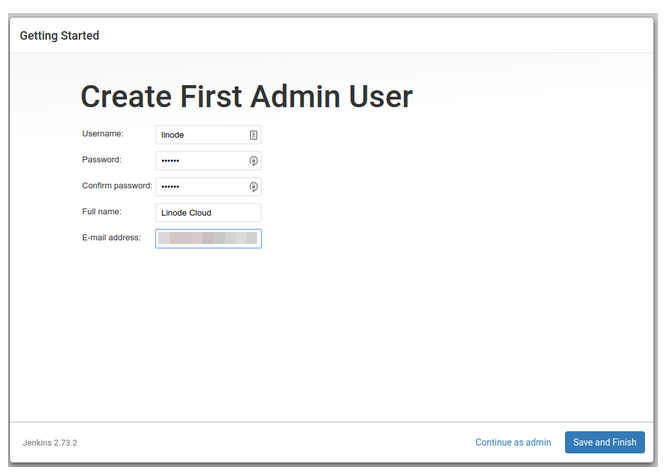 Getting Started
Create First Admin User
Username: linode
Password: ••••••
Confirm password: ••••••
Full name: Linode Cloud
E-mail address:
Jenkins 2.73.2 Continue as admin Save and Finish